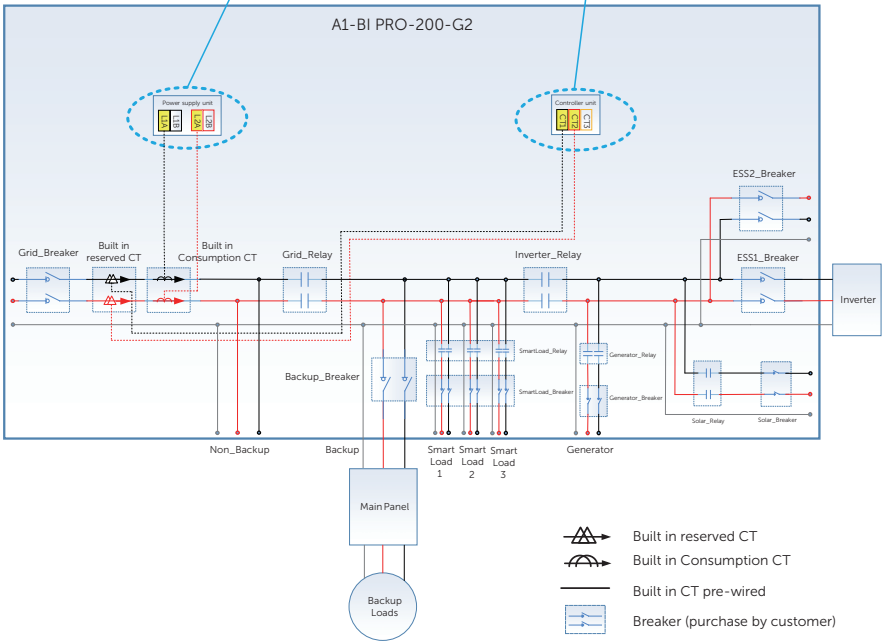 A1-BI PRO-200-G2
Power supply unit
L1A
L1B
L2A
L2B
Controller unit
CT1
CT2
CT3
ESS2_Breaker
Grid_Breaker
Built in
reserved CT
Built in
Consumption CT
Grid_Relay
Inverter_Relay
ESS1_Breaker
Inverter
Backup_Breaker
SmartLoad_Relay
SmartLoad_Breaker
Generator_Relay
Generator_Breaker
Solar_Relay
Solar_Breaker
Non_Backup
Backup
Smart
Load
1
Smart
Load
2
Smart
Load
3
Generator
Main Panel
Backup
Loads
Built in reserved CT
Built in Consumption CT
Built in CT pre-wired
Breaker (purchase by customer)